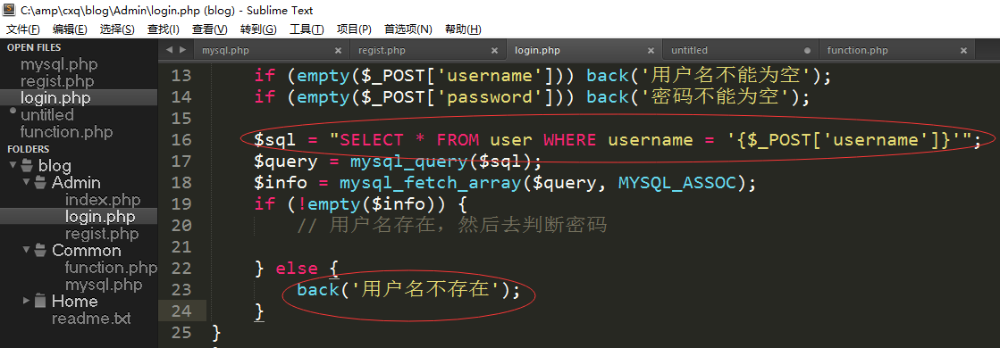 C:\amp\cxq\blog\Admin\login.php (blog) - Sublime Text
文件(F) 编辑(E) 选择(S) 查找(I) 查看(V) 转到(G) 工具(T) 项目(P) 首选项(N) 帮助(H)
OPEN FILES
mysql.php
regist.php
login.php
untitled
function.php
FOLDERS
blog
Admin
index.php
login.php
regist.php
Common
function.php
mysql.php
Home
readme.txt
mysql.php regist.php login.php untitled function.php
13 if (empty($_POST['username'])) back('用户名不能为空');
14 if (empty($_POST['password'])) back('密码不能为空');
15
16 $sql = "SELECT * FROM user WHERE username = '{$_POST['username']}'";
17 $query = mysql_query($sql);
18 $info = mysql_fetch_array($query, MYSQL_ASSOC);
19 if (!empty($info)) {
20 // 用户名存在，然后去判断密码
21
22 } else {
23 back('用户名不存在');
24 }
25 }